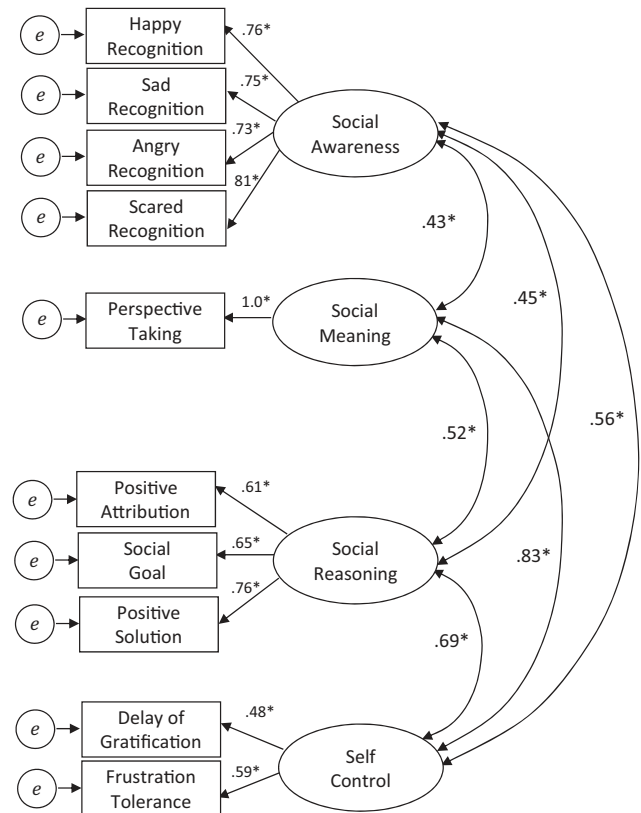 e
Happy
Recognition
.76*
e
Sad
Recognition
.75*
Social
Awareness
e
Angry
Recognition
.73*
e
Scared
Recognition
81*
.43*
.45*
e
Perspective
Taking
1.0*
Social
Meaning
.56*
.52*
e
Positive
Attribution
.61*
e
Social
Goal
.65*
Social
Reasoning
.83*
e
Positive
Solution
.76*
.69*
e
Delay of
Gratification
.48*
Self
Control
e
Frustration
Tolerance
.59*